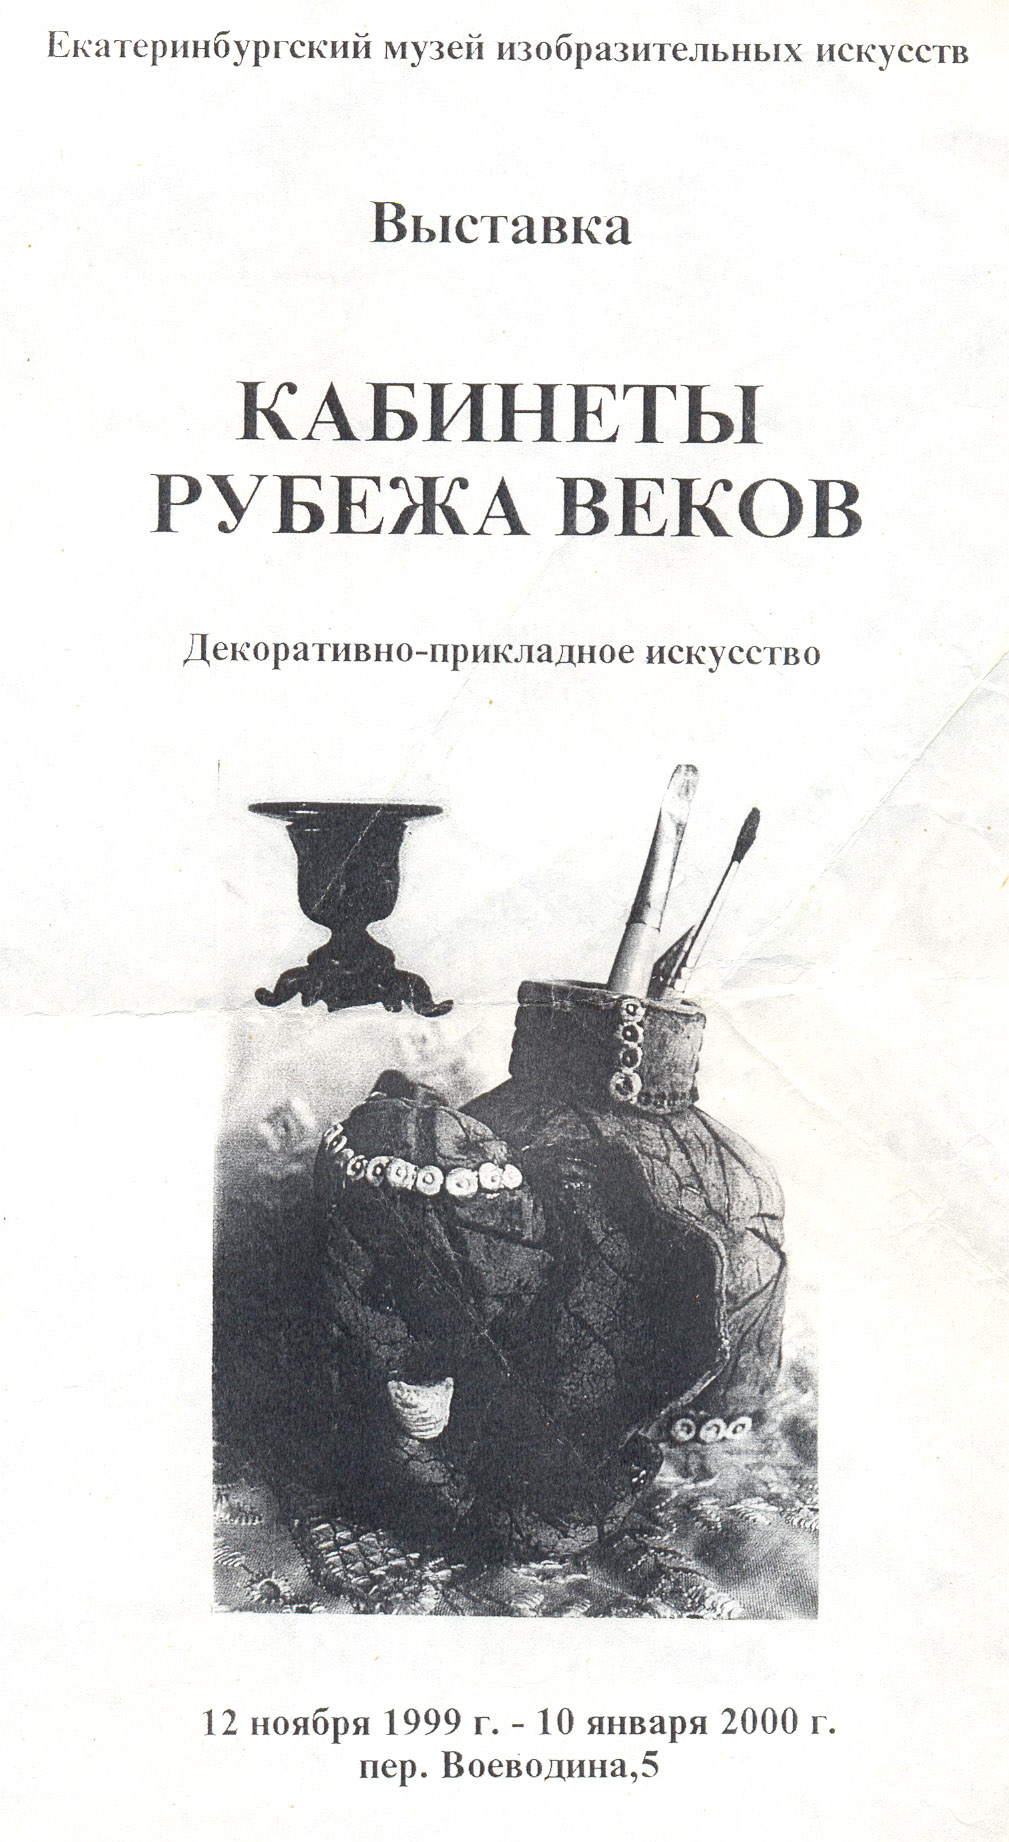 Екатеринбургский музей изобразительных искусств
Выставка
КАБИНЕТЫ
РУБЕЖА ВЕКОВ
Декоративно-прикладное искусство
12 ноября 1999 г. - 10 января 2000 г.
пер. Воеводина,5